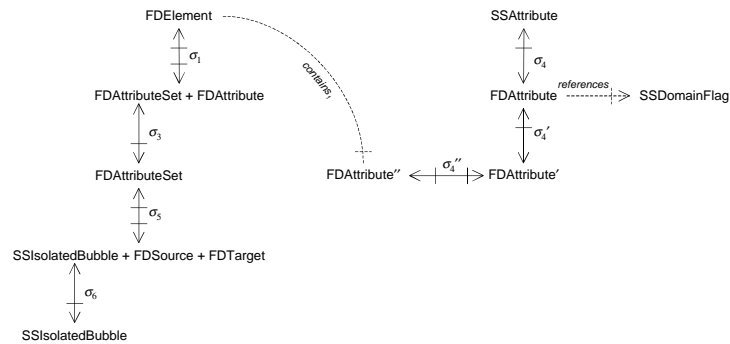 FDElement
σ1
FDAttributeSet + FDAttribute
σ3
FDAttributeSet
σ5
SSIsolatedBubble + FDSource + FDTarget
σ6
SSIsolatedBubble
contains1
SSAttribute
σ4
FDAttribute
references
SSDomainFlag
σ4′
FDAttribute″
σ4″
FDAttribute′